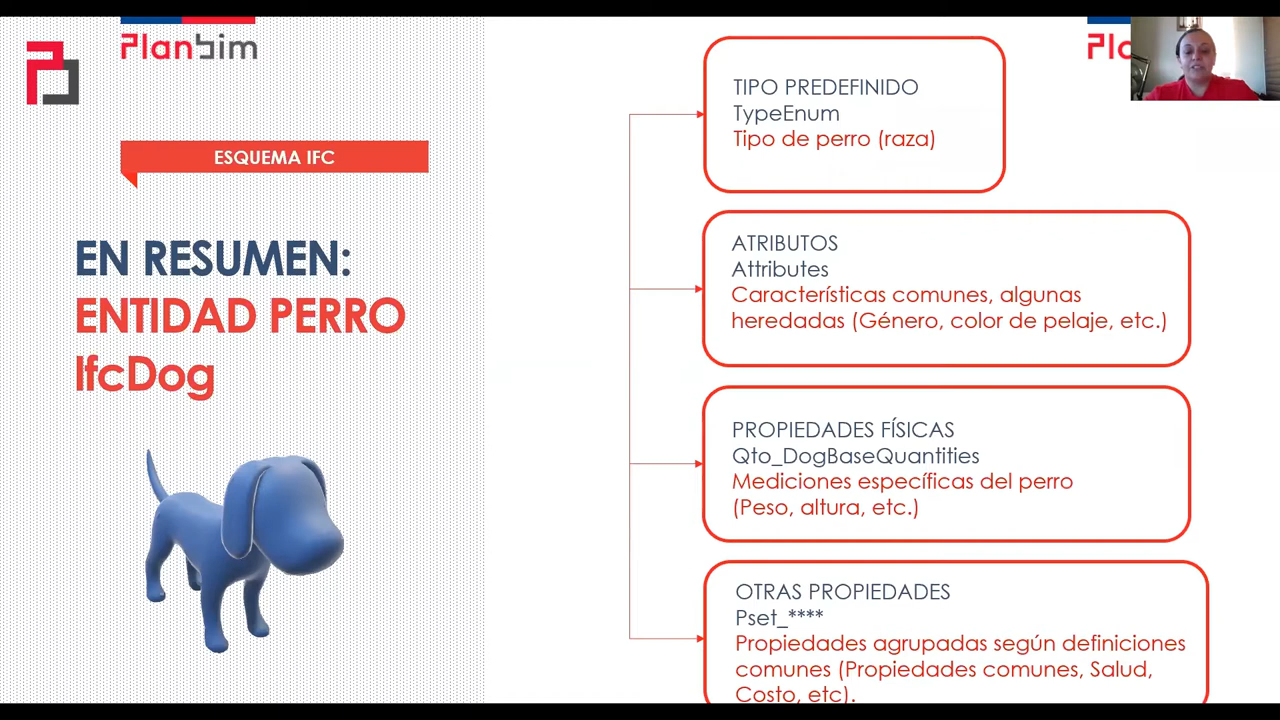 Planbim
ESQUEMA IFC
EN RESUMEN:
ENTIDAD PERRO
IfcDog
TIPO PREDEFINIDO
TypeEnum
Tipo de perro (raza)
ATRIBUTOS
Attributes
Características comunes, algunas
heredadas (Género, color de pelaje, etc.)
PROPIEDADES FÍSICAS
Qto_DogBaseQuantities
Mediciones específicas del perro
(Peso, altura, etc.)
OTRAS PROPIEDADES
Pset_****
Propiedades agrupadas según definiciones
comunes (Propiedades comunes, Salud,
Costo, etc).